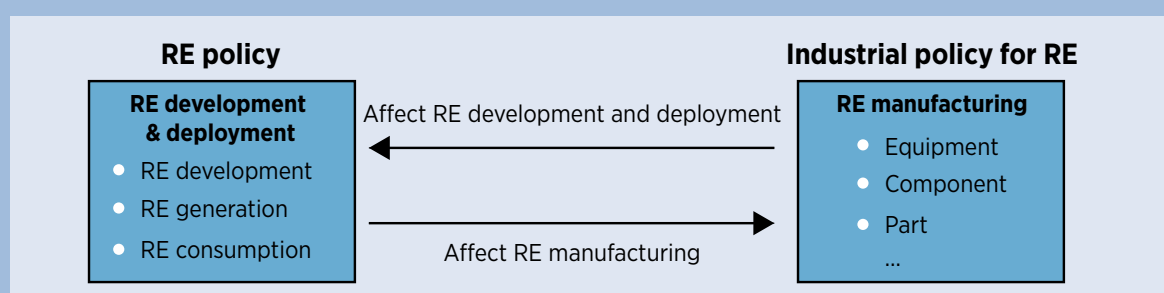 RE policy
RE development
& deployment
RE development
RE generation
RE consumption
Affect RE development and deployment
Affect RE manufacturing
Industrial policy for RE
RE manufacturing
Equipment
Component
Part
...